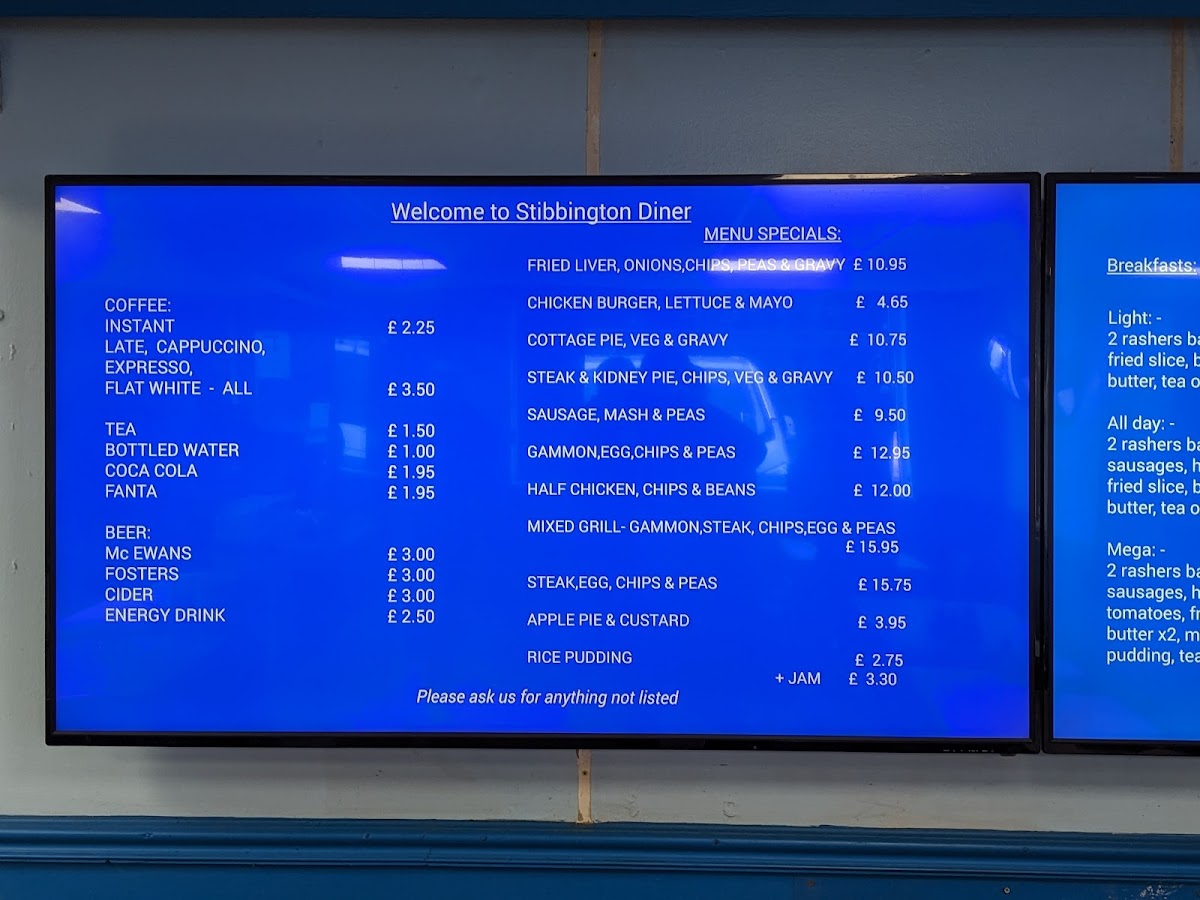 Welcome to Stibbington Diner
COFFEE:
INSTANT £ 2.25
LATE, CAPPUCCINO,
EXPRESSO,
FLAT WHITE - ALL £ 3.50
TEA £ 1.50
BOTTLED WATER £ 1.00
COCA COLA £ 1.95
FANTA £ 1.95
BEER:
Mc EWANS £ 3.00
FOSTERS £ 3.00
CIDER £ 3.00
ENERGY DRINK £ 2.50
MENU SPECIALS:
FRIED LIVER, ONIONS,CHIPS, PEAS & GRAVY £ 10.95
CHICKEN BURGER, LETTUCE & MAYO £ 4.65
COTTAGE PIE, VEG & GRAVY £ 10.75
STEAK & KIDNEY PIE, CHIPS, VEG & GRAVY £ 10.50
SAUSAGE, MASH & PEAS £ 9.50
GAMMON,EGG,CHIPS & PEAS £ 12.95
HALF CHICKEN, CHIPS & BEANS £ 12.00
MIXED GRILL- GAMMON,STEAK, CHIPS,EGG & PEAS
£ 15.95
STEAK,EGG, CHIPS & PEAS £ 15.75
APPLE PIE & CUSTARD £ 3.95
RICE PUDDING £ 2.75
+ JAM £ 3.30
Please ask us for anything not listed
Breakfasts:
Light: -
2 rashers
fried slice,
butter, tea
All day: -
2 rashers
sausages,
fried slice,
butter, tea
Mega: -
2 rashers
sausages,
tomatoes,
butter x2,
pudding,